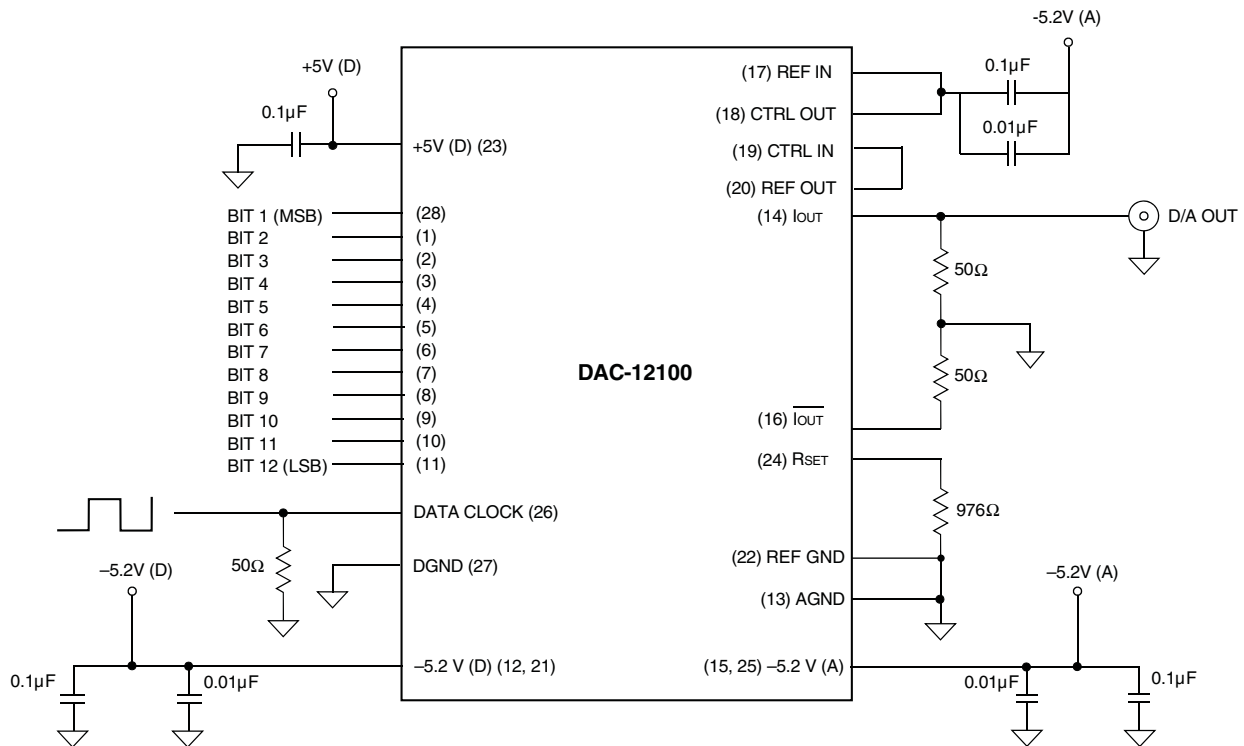 -5.2V (A)
+5V (D)
0.1µF
+5V (D) (23)
(17) REF IN
(18) CTRL OUT
0.1µF
0.01µF
(19) CTRL IN
(20) REF OUT
(14) IOUT
D/A OUT
BIT 1 (MSB)
(28)
BIT 2
(1)
BIT 3
(2)
BIT 4
(3)
BIT 5
(4)
BIT 6
(5)
BIT 7
(6)
BIT 8
(7)
BIT 9
(8)
BIT 10
(9)
BIT 11
(10)
BIT 12 (LSB)
(11)
50Ω
50Ω
DAC-12100
(16) I̅O̅U̅T̅
(24) RSET
976Ω
DATA CLOCK (26)
50Ω
DGND (27)
(22) REF GND
(13) AGND
–5.2V (D)
–5.2V (A)
–5.2 V (D) (12, 21)
(15, 25) –5.2 V (A)
0.1µF
0.01µF
0.01µF
0.1µF